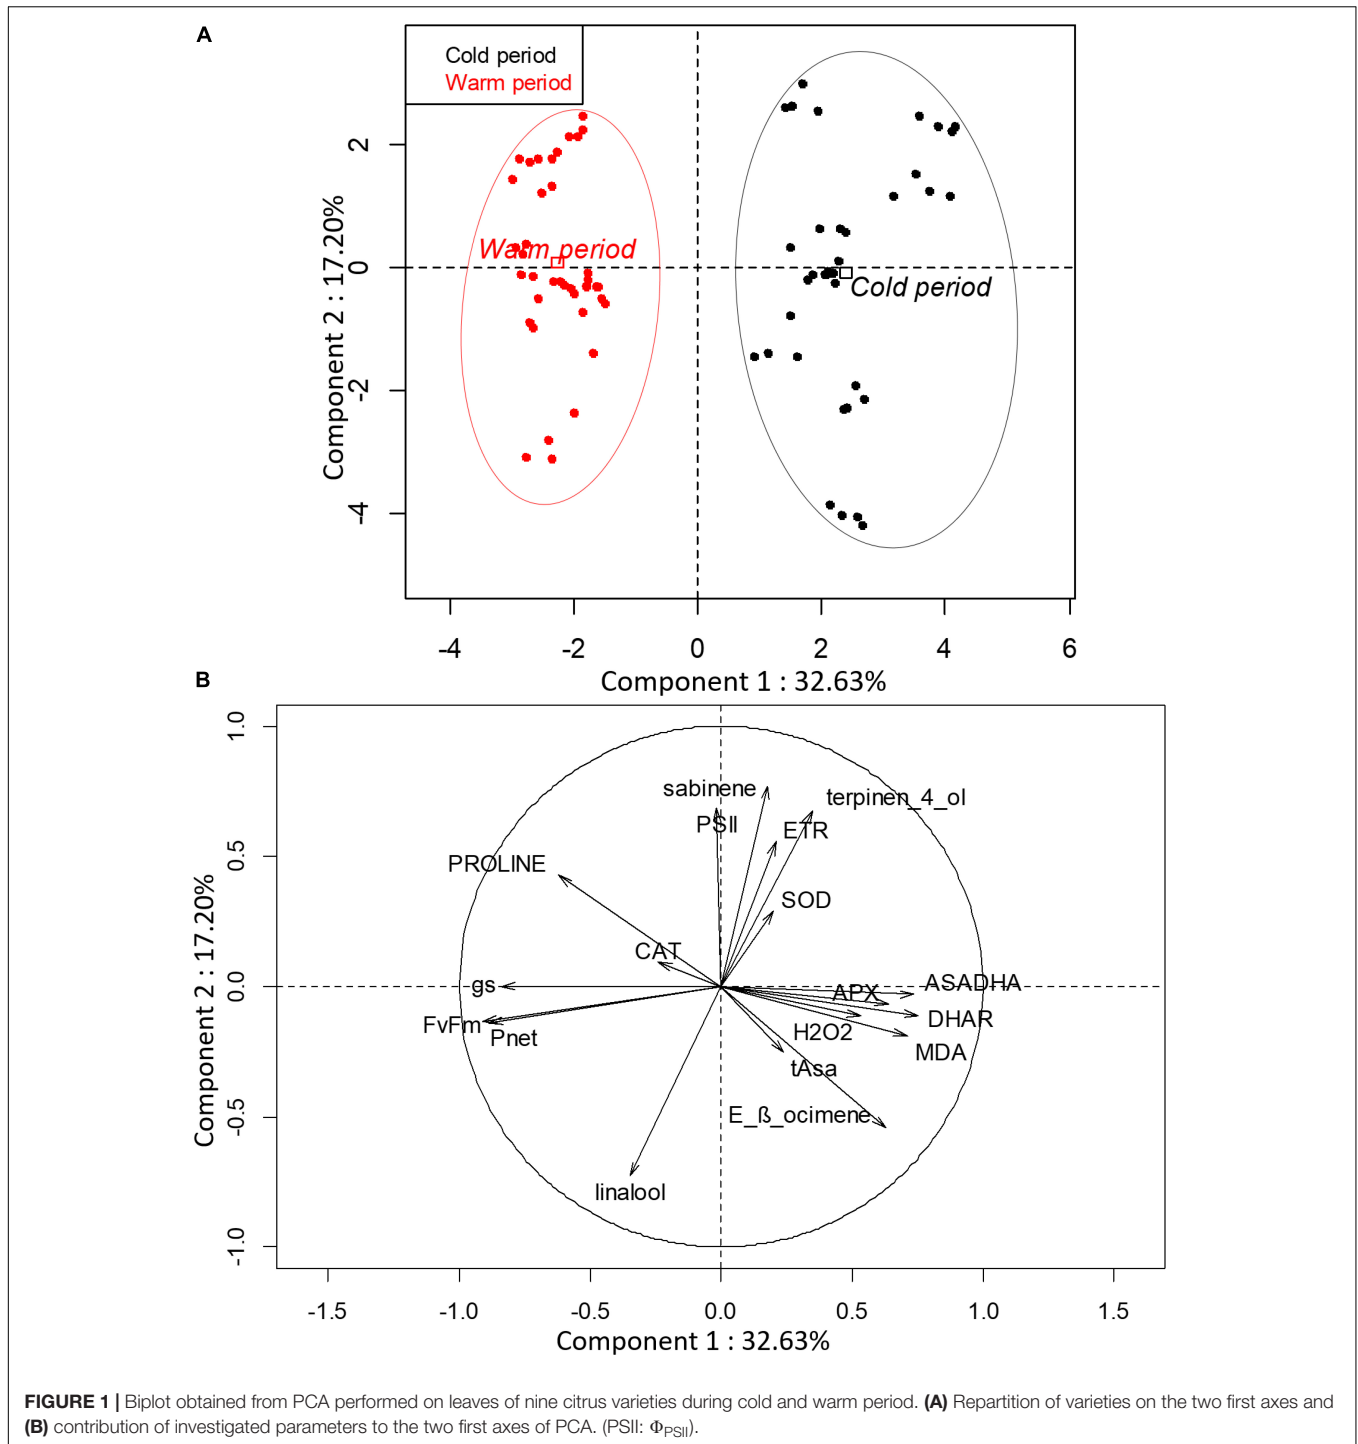 A
Cold period
Warm period
Component 2 : 17.20%
2
0
-2
-4
Warm period
Cold period
-4
-2
0
2
4
6
Component 1 : 32.63%
B
Component 2 : 17.20%
1.0
0.5
0.0
-0.5
-1.0
sabinene
terpinen_4_ol
PSII
ETR
PROLINE
SOD
CAT
gs
ASADHA
APX
FvFm
Pnet
H2O2
DHAR
MDA
tAsa
E_ß_ocimene
linalool
-1.5
-1.0
-0.5
0.0
0.5
1.0
1.5
Component 1 : 32.63%
FIGURE 1 | Biplot obtained from PCA performed on leaves of nine citrus varieties during cold and warm period. (A) Repartition of varieties on the two first axes and
(B) contribution of investigated parameters to the two first axes of PCA. (PSII: ΦPSII).